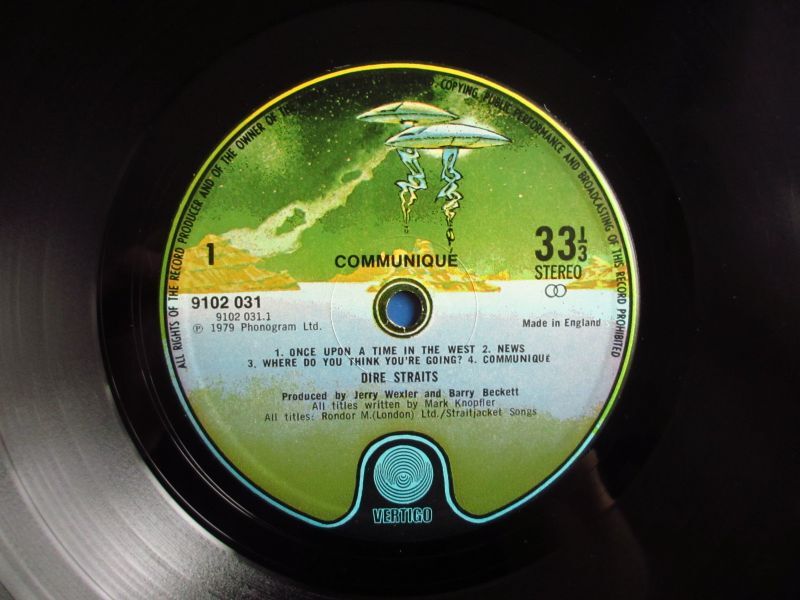 ALL RIGHTS OF THE RECORD PRODUCER AND OF THE OWNER OF THE
COPYING, PUBLIC PERFORMANCE AND BROADCASTING OF THIS RECORD PROHIBITED
1
COMMUNIQUÉ
33⅓
STEREO
9102 031
9102 031.1
℗ 1979 Phonogram Ltd.
Made in England
1. ONCE UPON A TIME IN THE WEST 2. NEWS
3. WHERE DO YOU THINK YOU'RE GOING? 4. COMMUNIQUÉ
DIRE STRAITS
Produced by Jerry Wexler and Barry Beckett
All titles written by Mark Knopfler
All titles: Rondor M.(London) Ltd./Straitjacket Songs
VERTIGO